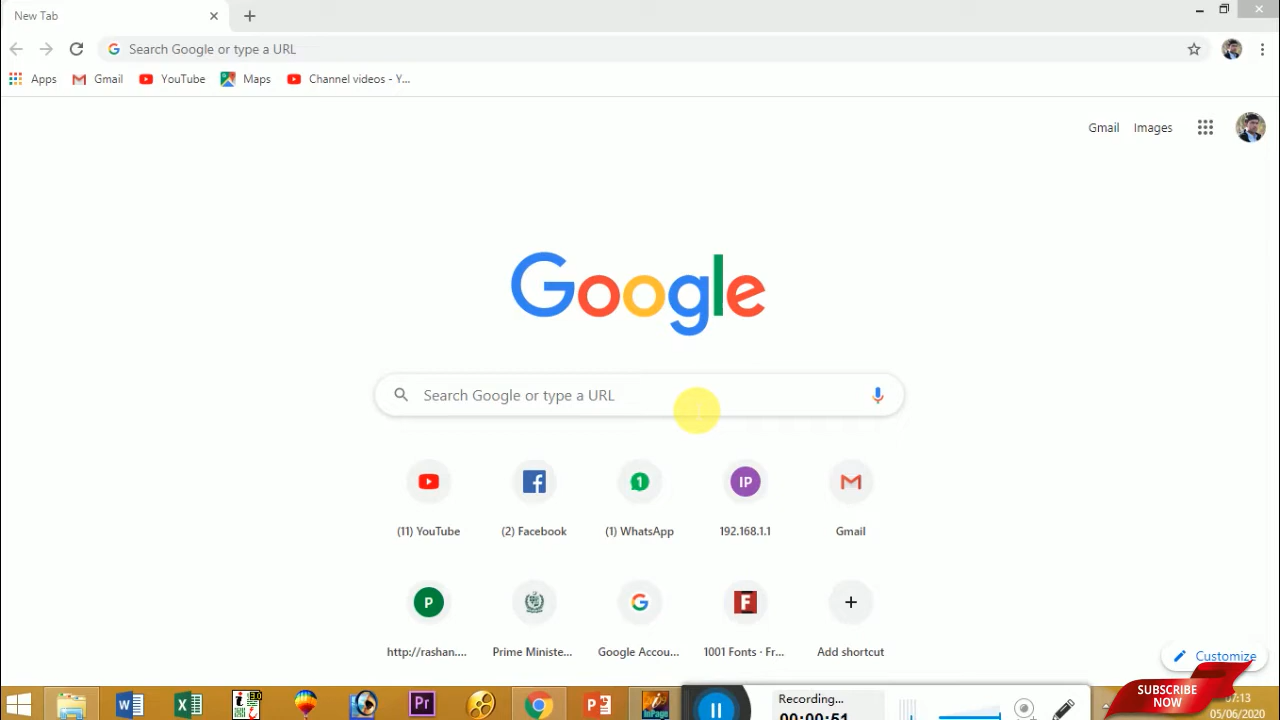 New Tab
Search Google or type a URL
Apps Gmail YouTube Maps Channel videos - Y...
Gmail Images
Google
Search Google or type a URL
(11) YouTube (2) Facebook (1) WhatsApp 192.168.1.1 Gmail
http://rashan.... Prime Ministe... Google Accou... 1001 Fonts · Fr... Add shortcut
Customize
Recording...
00:00:51
SUBSCRIBE
NOW
07:13
05/06/2020